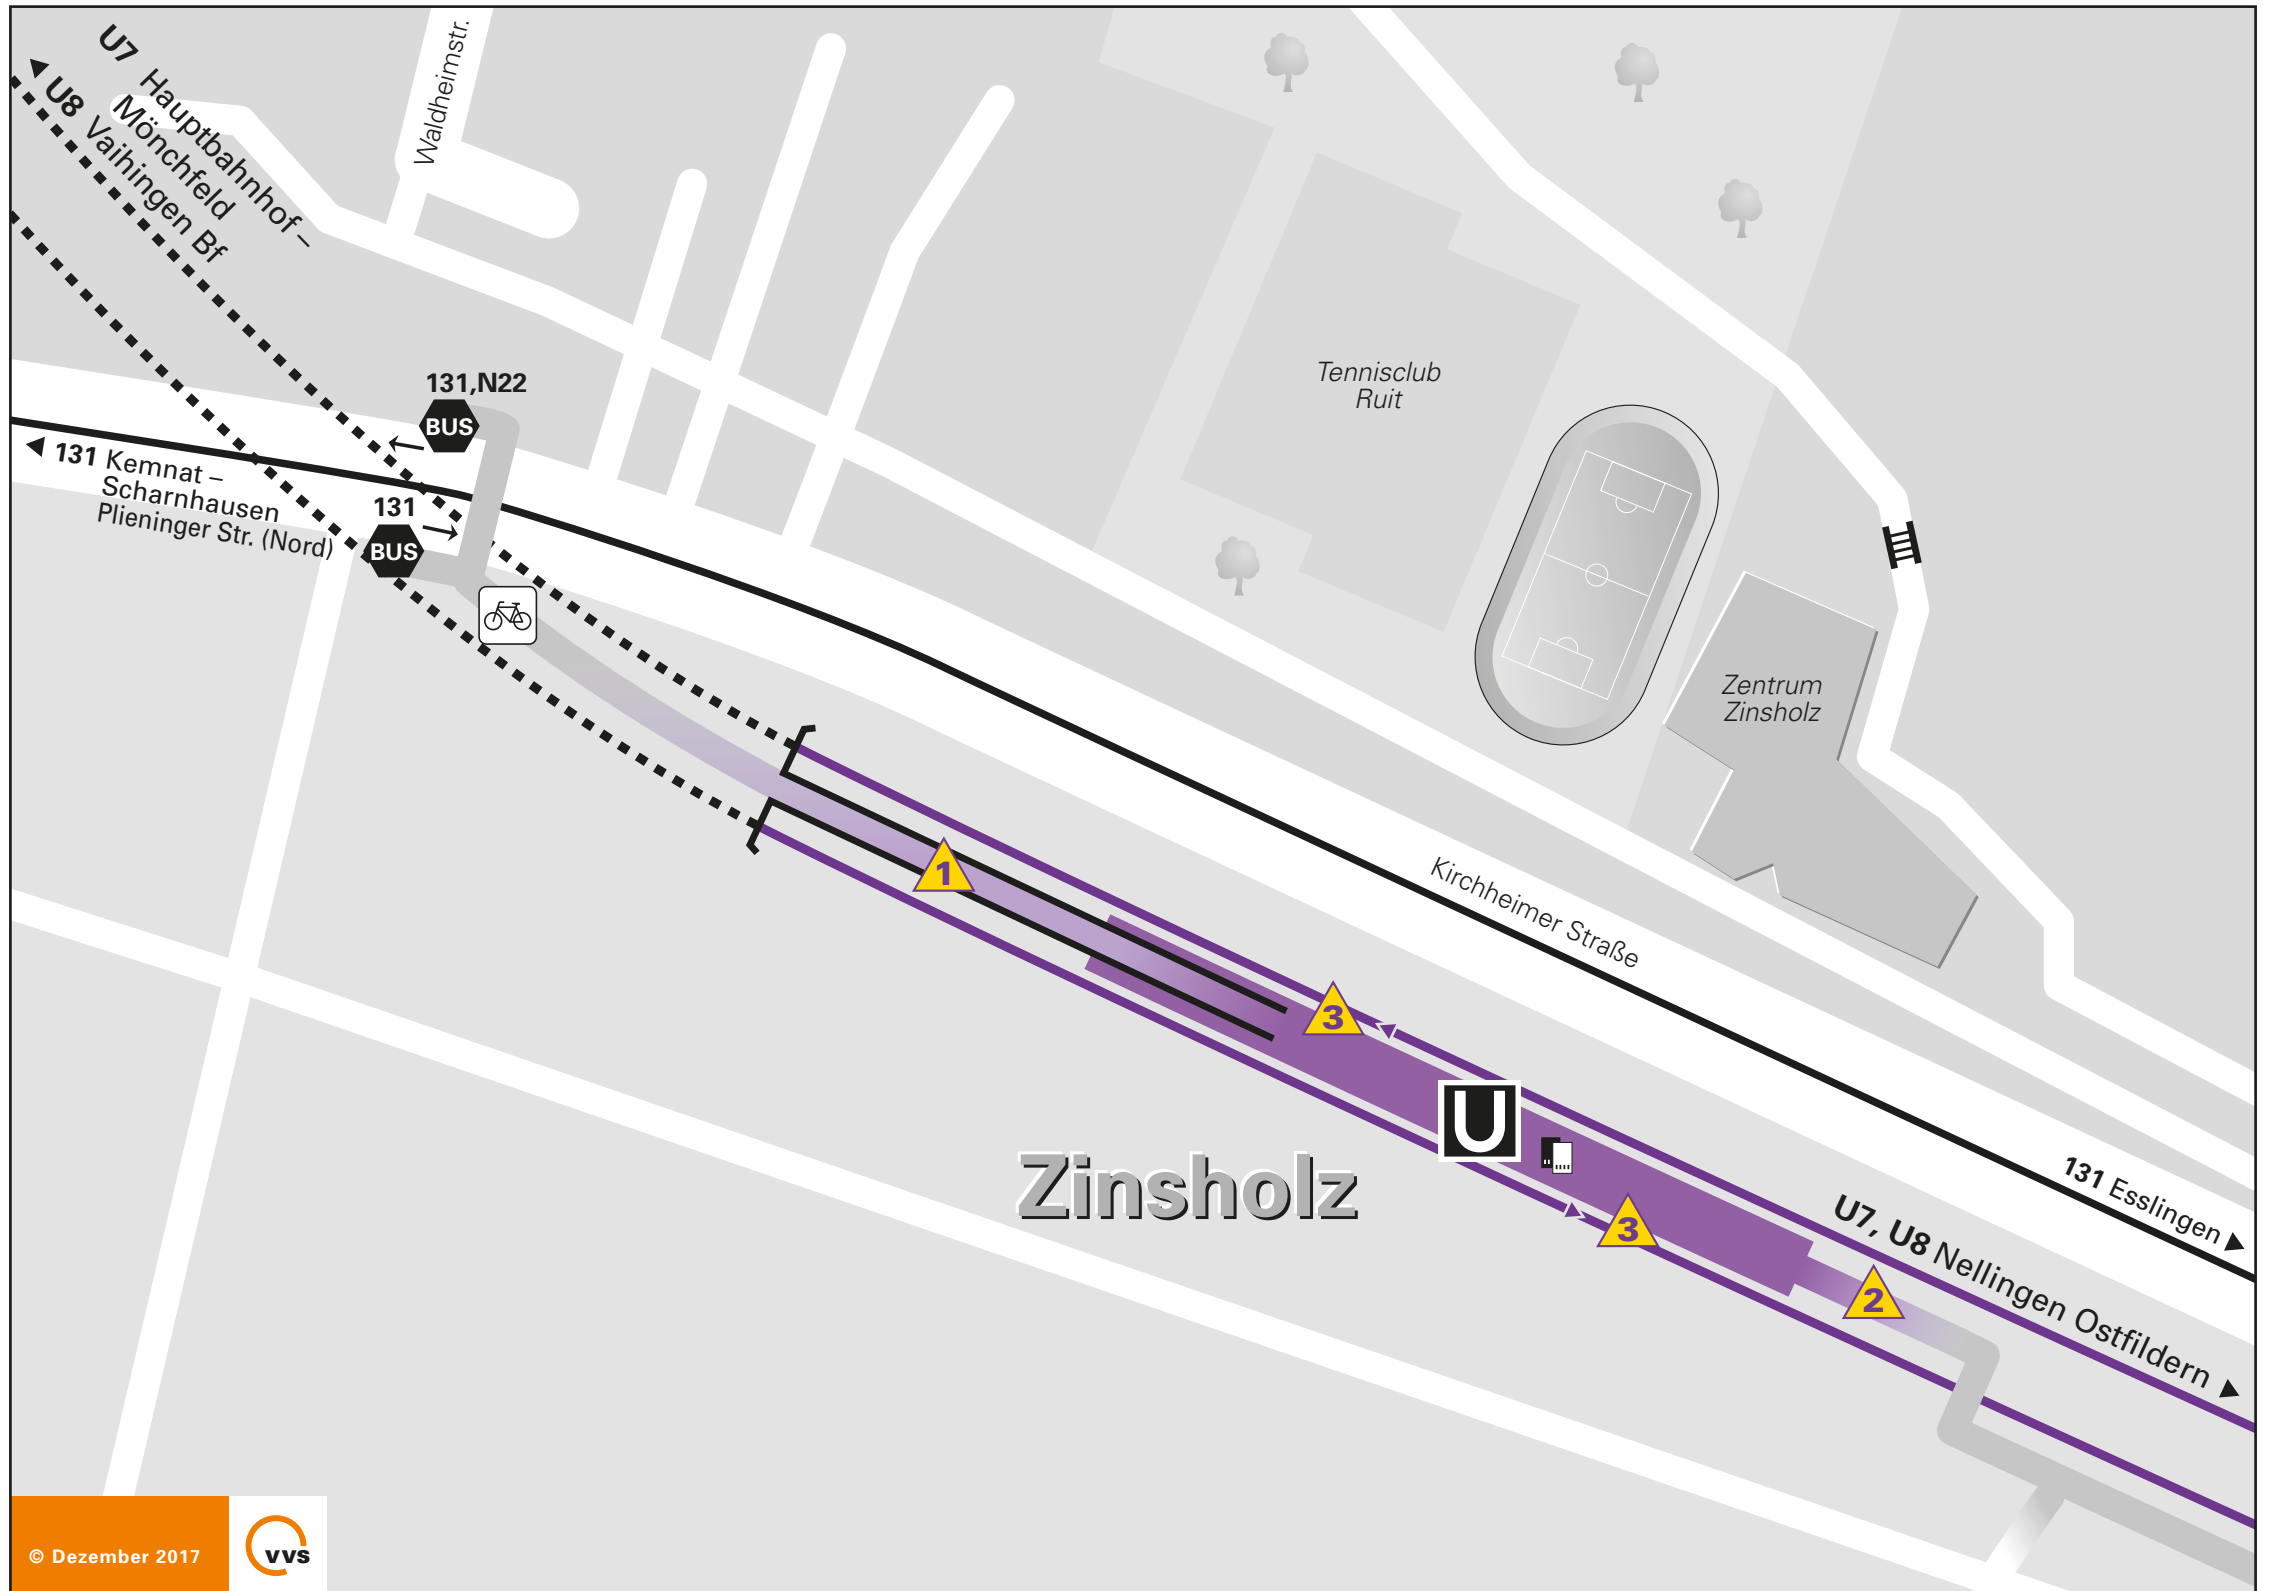 U7 Hauptbahnhof –
Mönchfeld
U8 Vaihingen Bf
Waldheimstr.
131,N22
BUS
131 Kemnat –
Scharnhausen
Plieninger Str. (Nord)
131
BUS
Tennisclub
Ruit
Zentrum
Zinsholz
Kirchheimer Straße
1
3
U
3
2
Zinsholz
131 Esslingen
U7, U8 Nellingen Ostfildern
© Dezember 2017
vvs